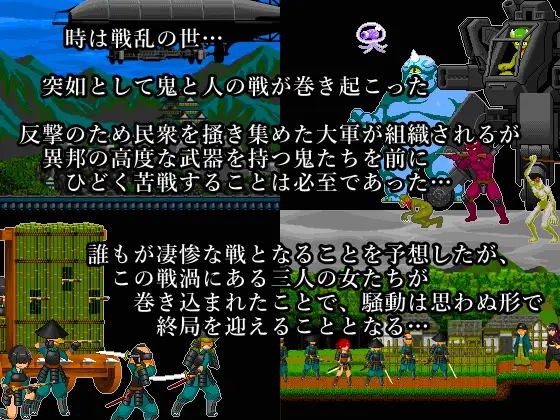 時は戦乱の世…
突如として鬼と人の戦が巻き起こった
反撃のため民衆を掻き集めた大軍が組織されるが
異邦の高度な武器を持つ鬼たちを前に
ひどく苦戦することは必至であった…
誰もが凄惨な戦となることを予想したが、
この戦渦にある三人の女たちが
巻き込まれたことで、騒動は思わぬ形で
終局を迎えることとなる…